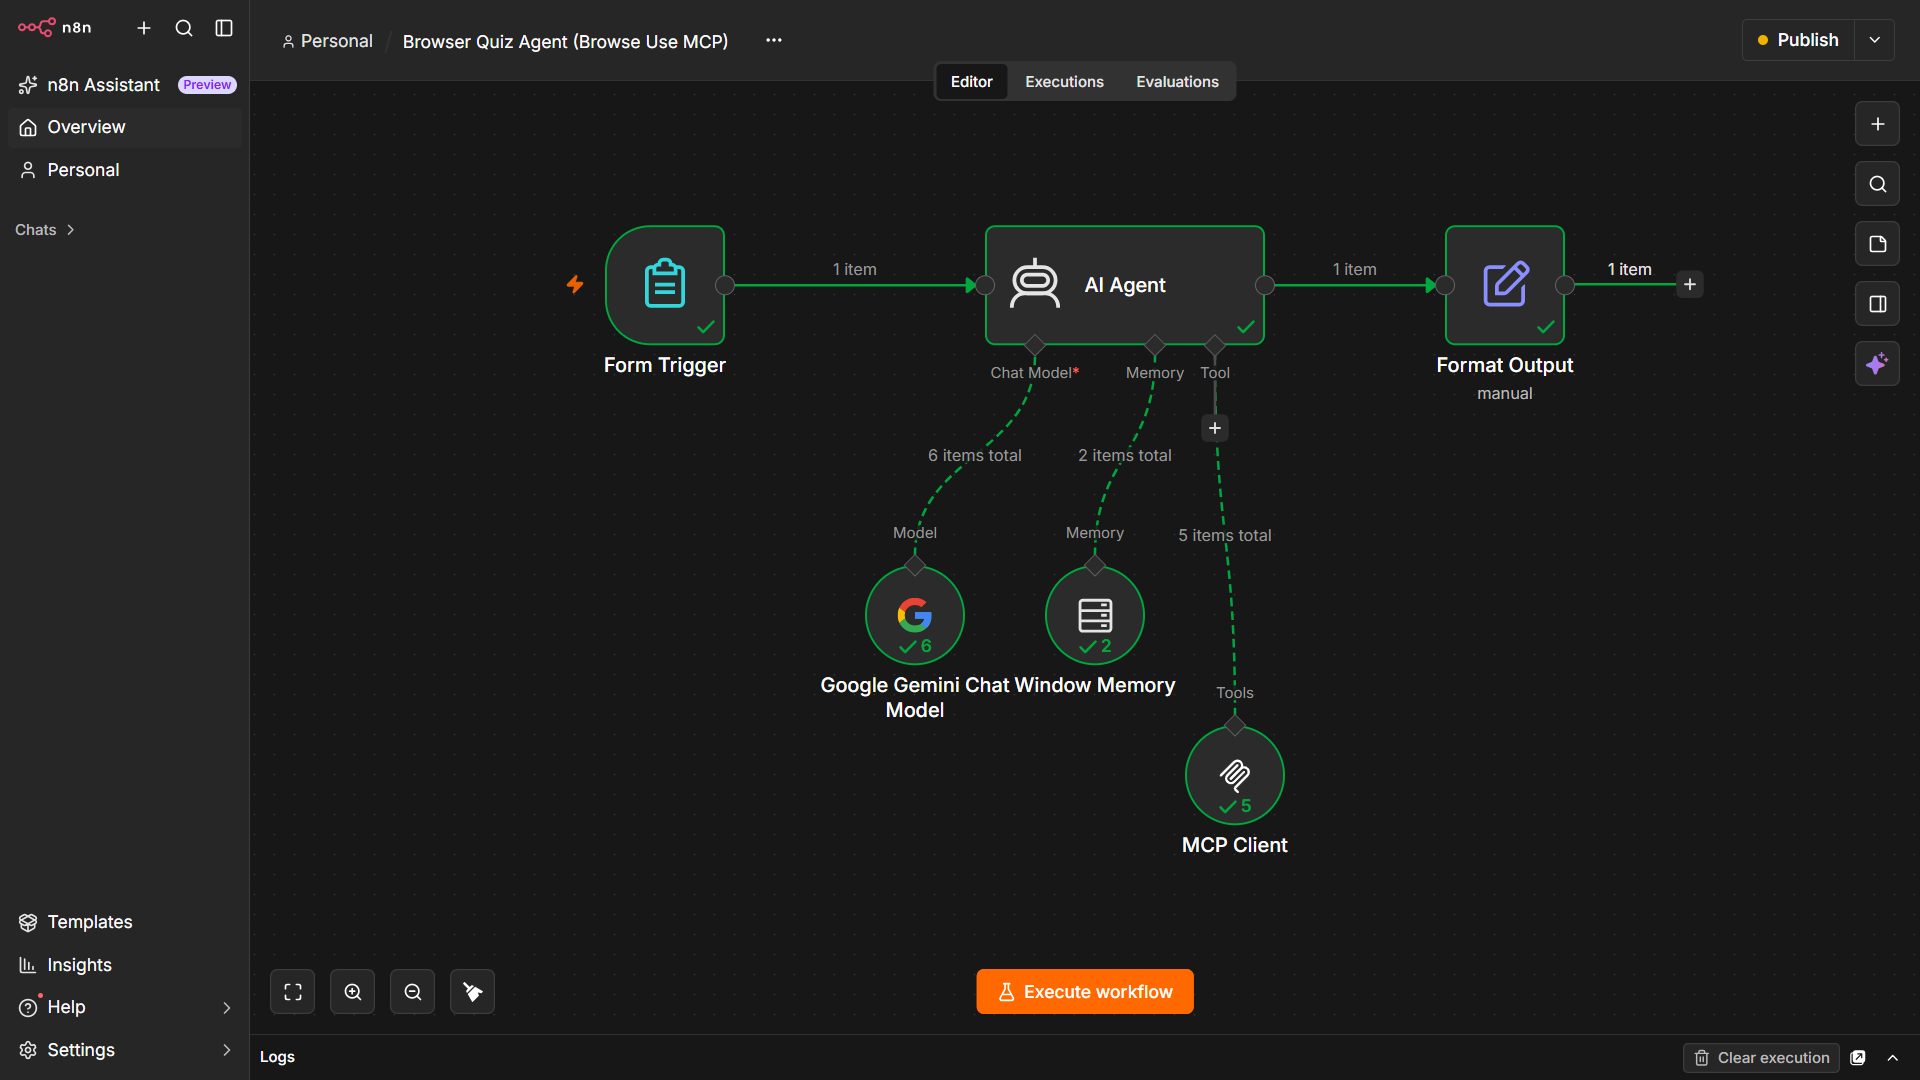 n8n
n8n Assistant Preview
Overview
Personal
Chats
Templates
Insights
Help
Settings
Personal / Browser Quiz Agent (Browse Use MCP) ...
Publish
Editor Executions Evaluations
1 item
AI Agent
1 item
1 item
Form Trigger
Chat Model*
Memory
Tool
Format Output
manual
6 items total
2 items total
5 items total
Model
Memory
6
2
Google Gemini Chat
Model
Window Memory
Tools
5
MCP Client
Execute workflow
Logs
Clear execution